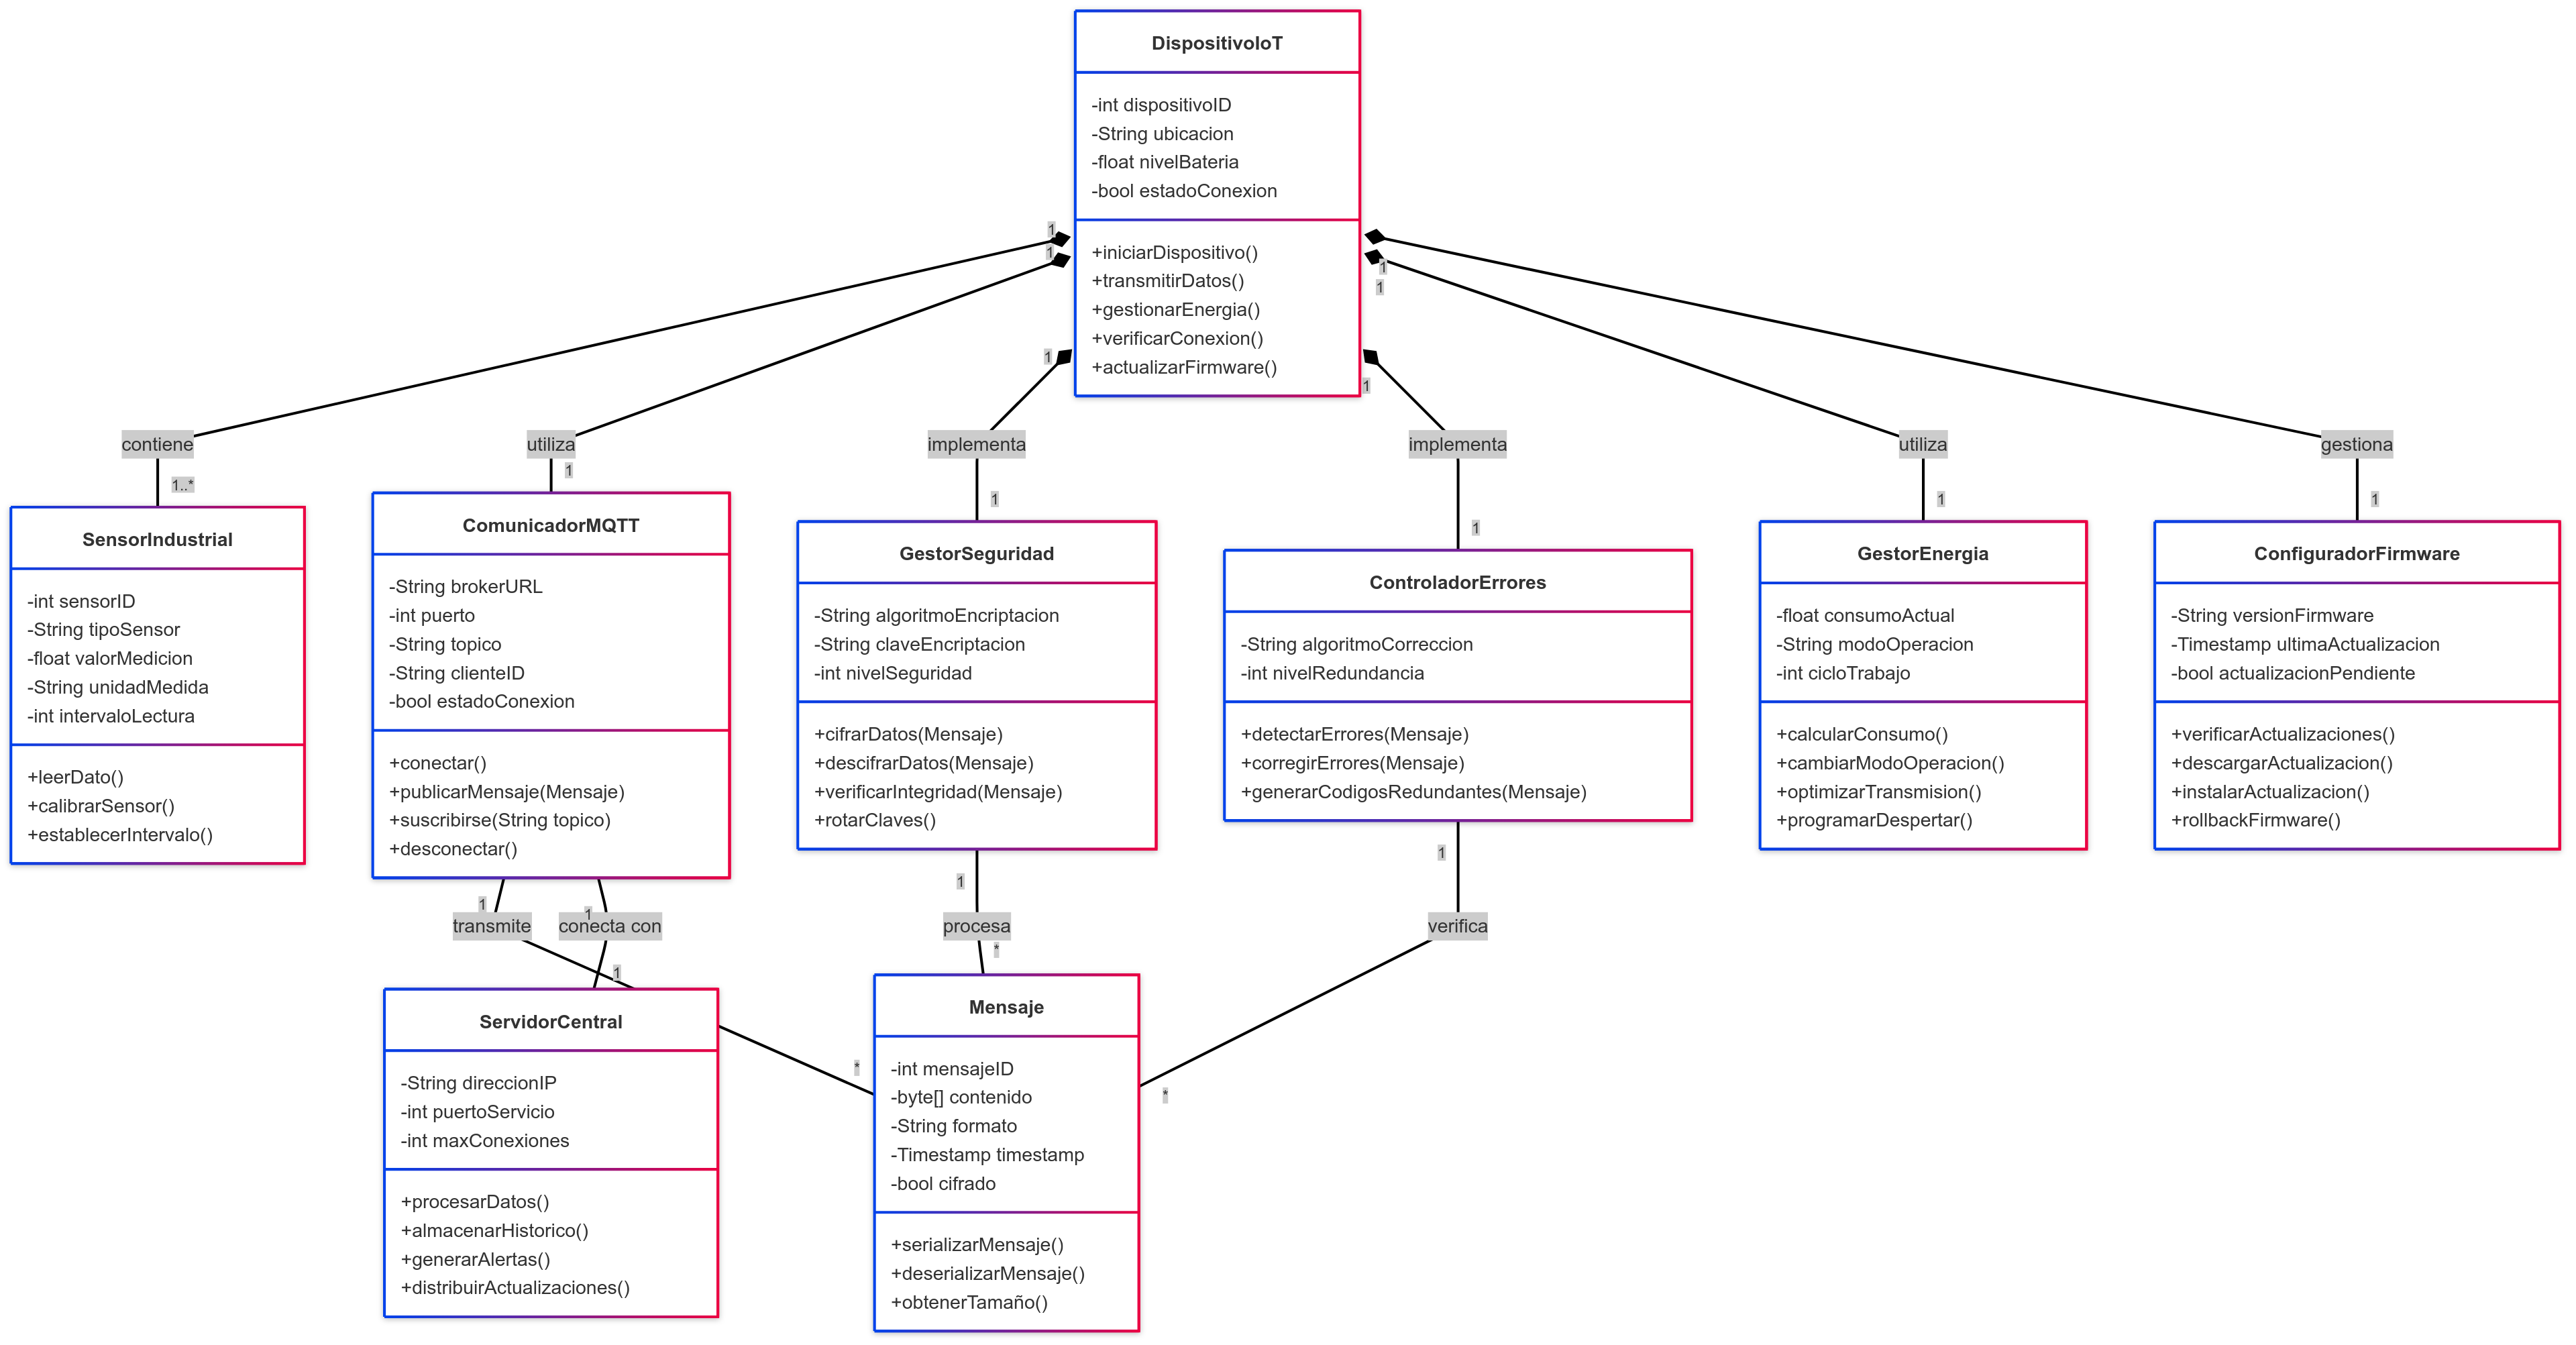 DispositivoIoT
-int dispositivoID
-String ubicacion
-float nivelBateria
-bool estadoConexion
+iniciarDispositivo()
+transmitirDatos()
+gestionarEnergia()
+verificarConexion()
+actualizarFirmware()
1
1
1
1
1
1
contiene
utiliza
implementa
implementa
utiliza
gestiona
1..*
1
1
1
1
1
SensorIndustrial
-int sensorID
-String tipoSensor
-float valorMedicion
-String unidadMedida
-int intervaloLectura
+leerDato()
+calibrarSensor()
+establecerIntervalo()
ComunicadorMQTT
-String brokerURL
-int puerto
-String topico
-String clienteID
-bool estadoConexion
+conectar()
+publicarMensaje(Mensaje)
+suscribirse(String topico)
+desconectar()
GestorSeguridad
-String algoritmoEncriptacion
-String claveEncriptacion
-int nivelSeguridad
+cifrarDatos(Mensaje)
+descifrarDatos(Mensaje)
+verificarIntegridad(Mensaje)
+rotarClaves()
ControladorErrores
-String algoritmoCorreccion
-int nivelRedundancia
+detectarErrores(Mensaje)
+corregirErrores(Mensaje)
+generarCodigosRedundantes(Mensaje)
GestorEnergia
-float consumoActual
-String modoOperacion
-int cicloTrabajo
+calcularConsumo()
+cambiarModoOperacion()
+optimizarTransmision()
+programarDespertar()
ConfiguradorFirmware
-String versionFirmware
-Timestamp ultimaActualizacion
-bool actualizacionPendiente
+verificarActualizaciones()
+descargarActualizacion()
+instalarActualizacion()
+rollbackFirmware()
1
1
1
1
transmite
conecta con
procesa
verifica
1
*
*
*
ServidorCentral
-String direccionIP
-int puertoServicio
-int maxConexiones
+procesarDatos()
+almacenarHistorico()
+generarAlertas()
+distribuirActualizaciones()
Mensaje
-int mensajeID
-byte[] contenido
-String formato
-Timestamp timestamp
-bool cifrado
+serializarMensaje()
+deserializarMensaje()
+obtenerTamaño()